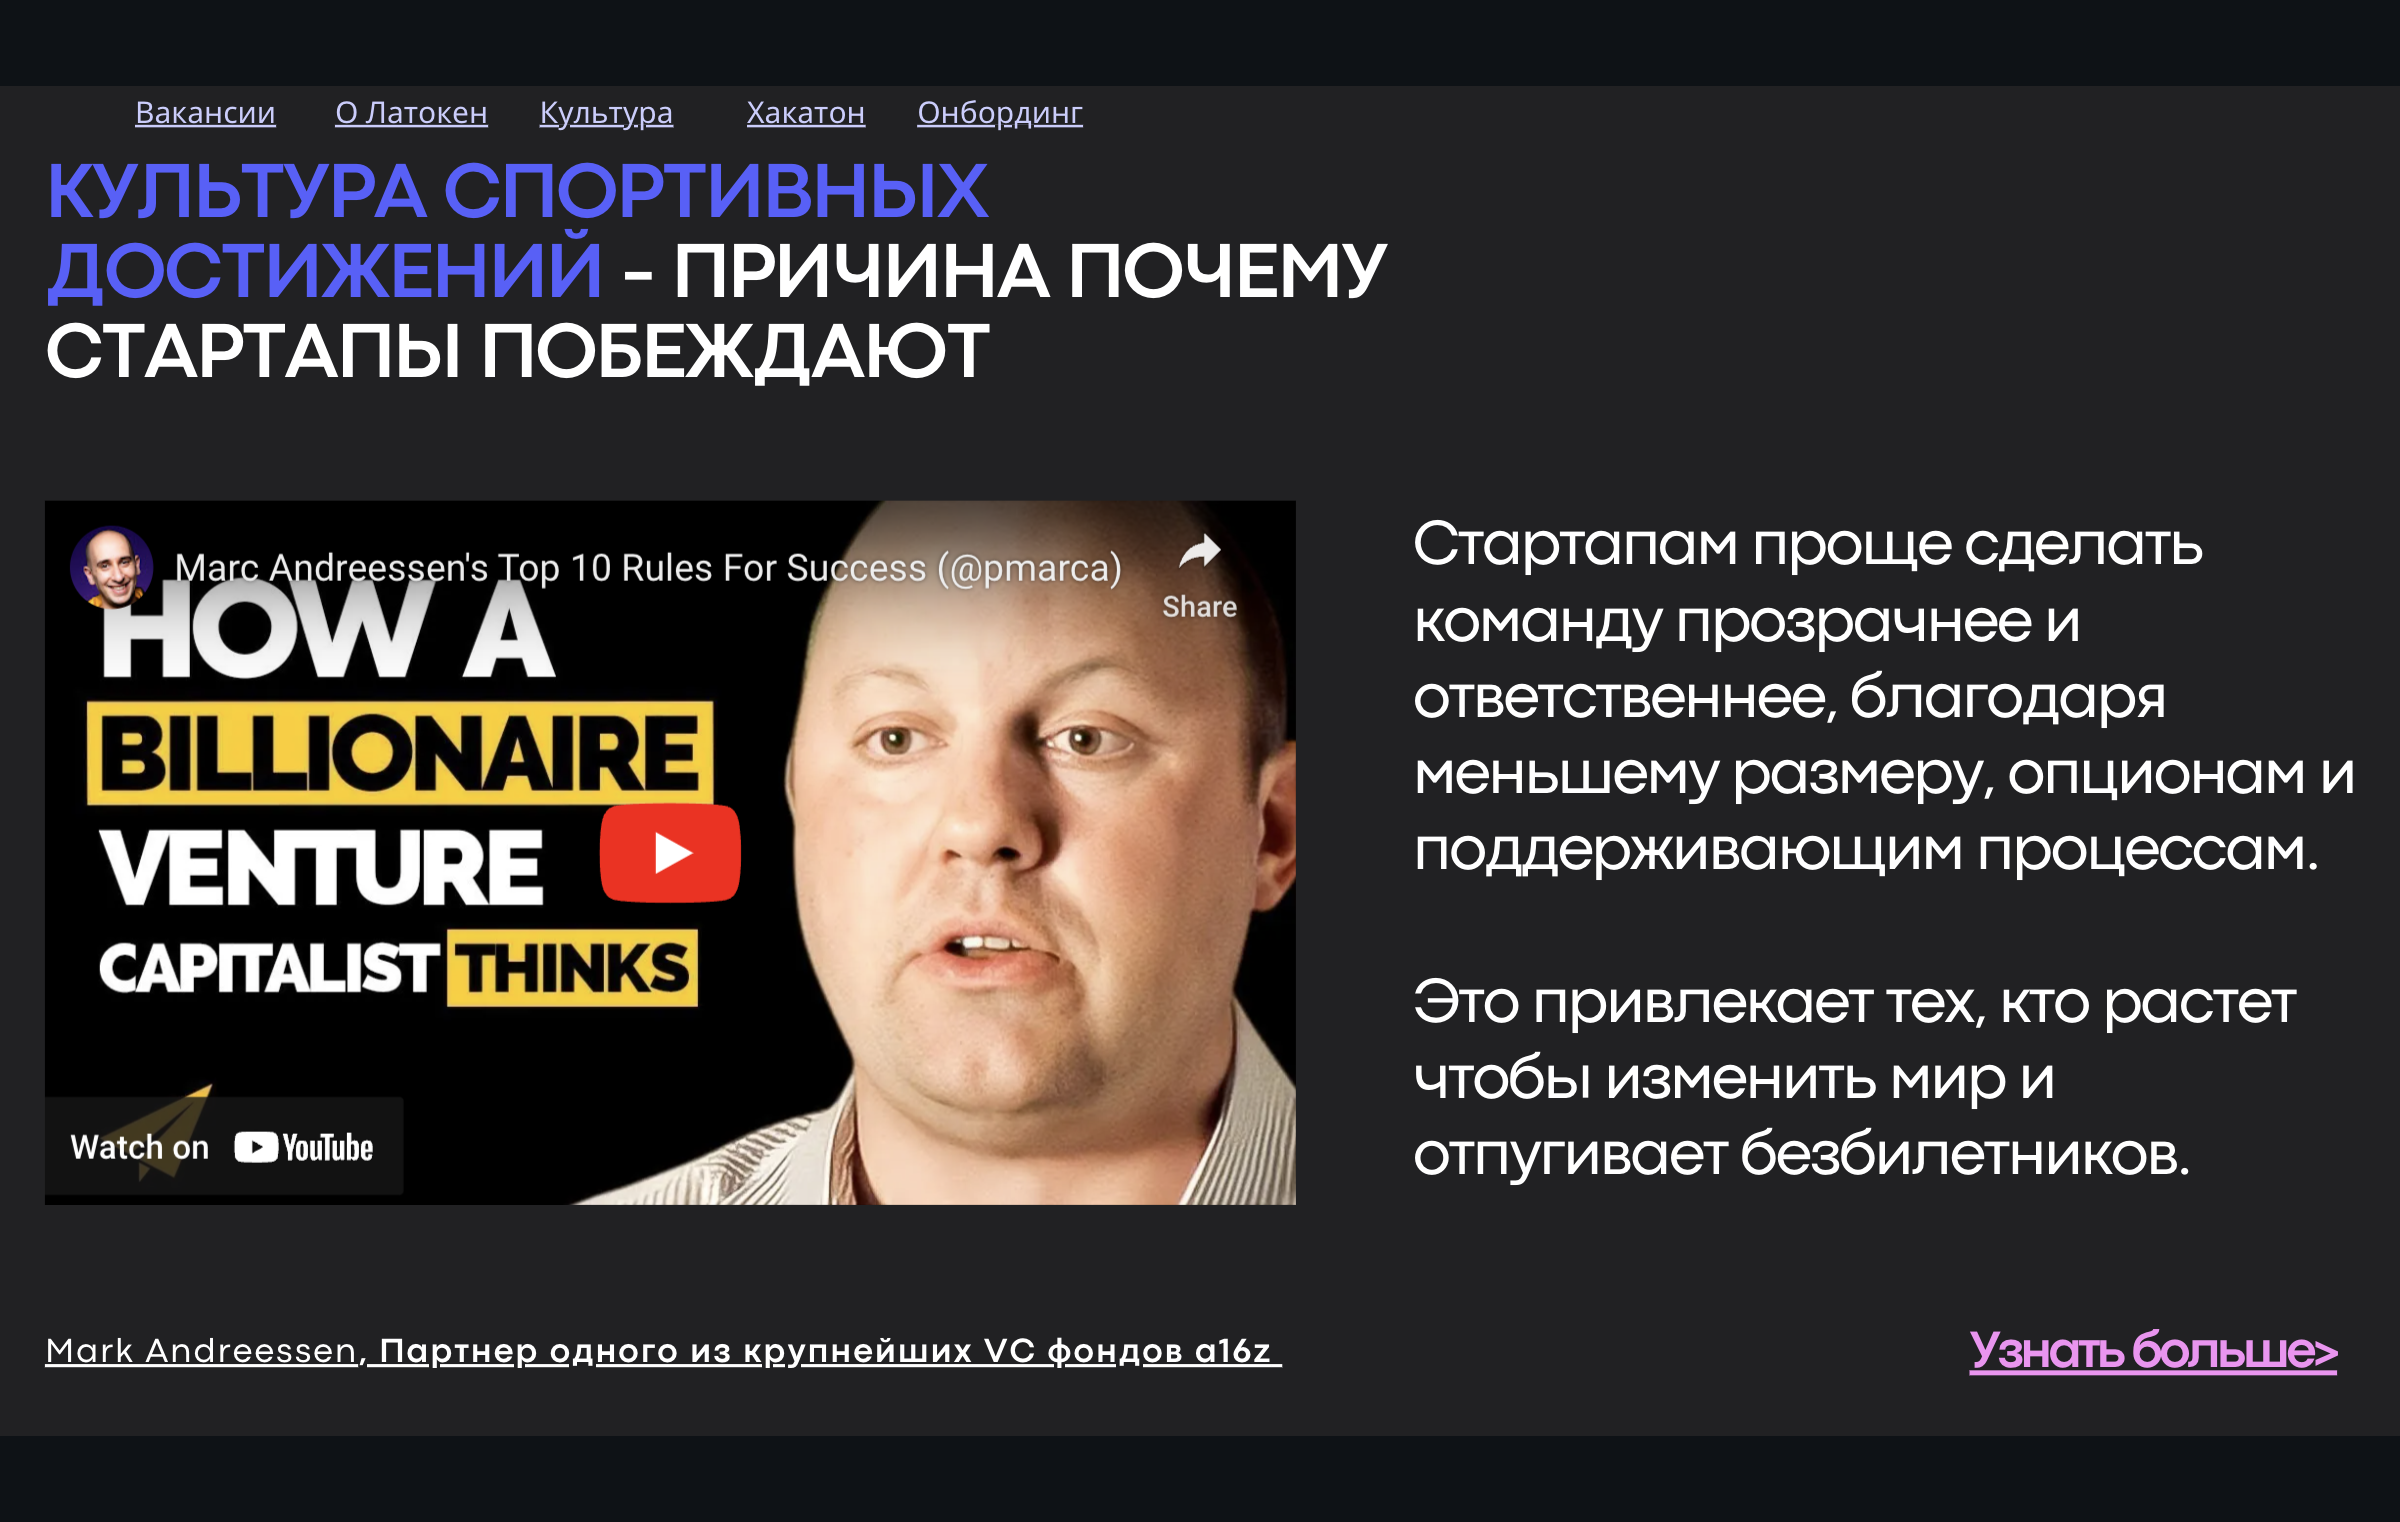 Вакансии О Латокен Культура Хакатон Онбординг
КУЛЬТУРА СПОРТИВНЫХ
ДОСТИЖЕНИЙ - ПРИЧИНА ПОЧЕМУ
СТАРТАПЫ ПОБЕЖДАЮТ
Marc Andreessen's Top 10 Rules For Success (@pmarca)
Share
HOW A
BILLIONAIRE
VENTURE
CAPITALIST THINKS
Watch on YouTube
Стартапам проще сделать
команду прозрачнее и
ответственнее, благодаря
меньшему размеру, опционам и
поддерживающим процессам.
Это привлекает тех, кто растет
чтобы изменить мир и
отпугивает безбилетников.
Mark Andreessen, Партнер одного из крупнейших VC фондов a16z
Узнать больше>